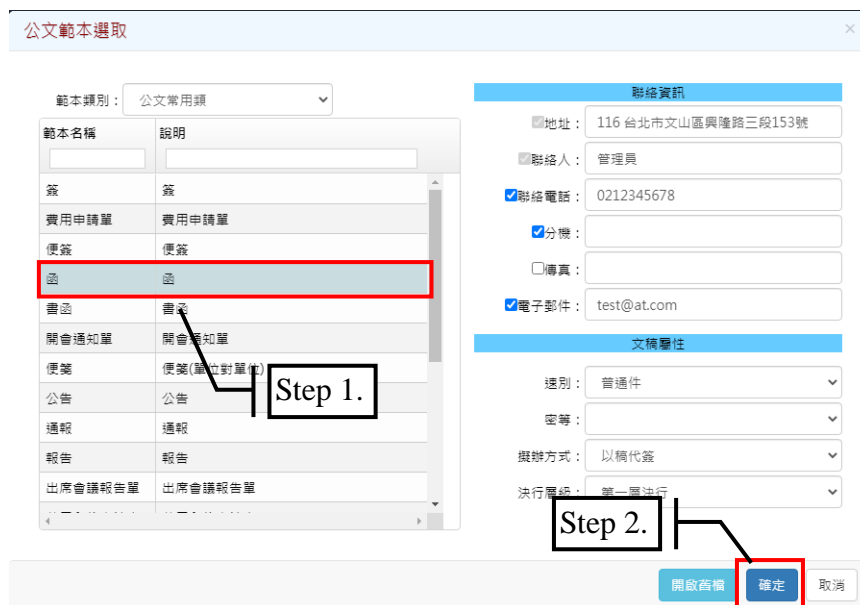 公文範本選取
×
範本類別： 公文常用類
範本名稱 說明
簽 簽
費用申請單 費用申請單
便簽 便簽
函 函
書函 書函
開會通知單 開會通知單
便箋 便箋(單位對單位)
公告 公告
通報 通報
報告 報告
出席會議報告單 出席會議報告單
Step 1.
聯絡資訊
地址： 116 台北市文山區興隆路三段153號
聯絡人： 管理員
聯絡電話： 0212345678
分機：
傳真：
電子郵件： test@at.com
文稿屬性
速別： 普通件
密等：
擬辦方式： 以稿代簽
決行層級： 第一層決行
Step 2.
開啟舊檔 確定 取消